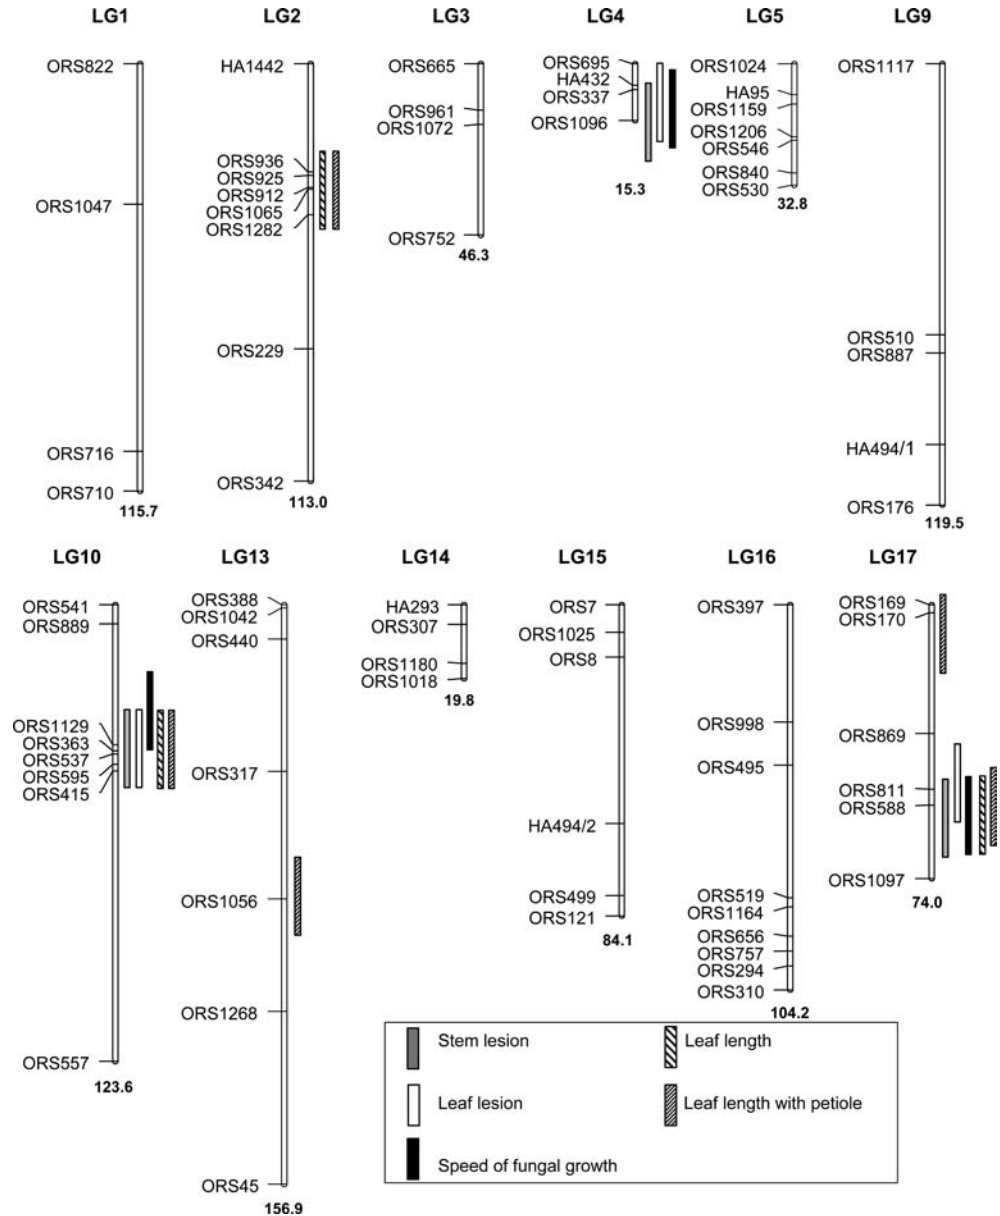 LG1
LG2
LG3
LG4
LG5
LG9
ORS822
ORS1047
ORS716
ORS710
115.7
HA1442
ORS936
ORS925
ORS912
ORS1065
ORS1282
ORS229
ORS342
113.0
ORS665
ORS961
ORS1072
ORS752
46.3
ORS695
HA432
ORS337
ORS1096
15.3
ORS1024
HA95
ORS1159
ORS1206
ORS546
ORS840
ORS530
32.8
ORS1117
ORS510
ORS887
HA494/1
ORS176
119.5
LG10
LG13
LG14
LG15
LG16
LG17
ORS541
ORS889
ORS1129
ORS363
ORS537
ORS595
ORS415
ORS557
123.6
ORS388
ORS1042
ORS440
ORS317
ORS1056
ORS1268
ORS45
156.9
HA293
ORS307
ORS1180
ORS1018
19.8
ORS7
ORS1025
ORS8
HA494/2
ORS499
ORS121
84.1
ORS397
ORS998
ORS495
ORS519
ORS1164
ORS656
ORS757
ORS294
ORS310
104.2
ORS169
ORS170
ORS869
ORS811
ORS588
ORS1097
74.0
Stem lesion
Leaf lesion
Speed of fungal growth
Leaf length
Leaf length with petiole